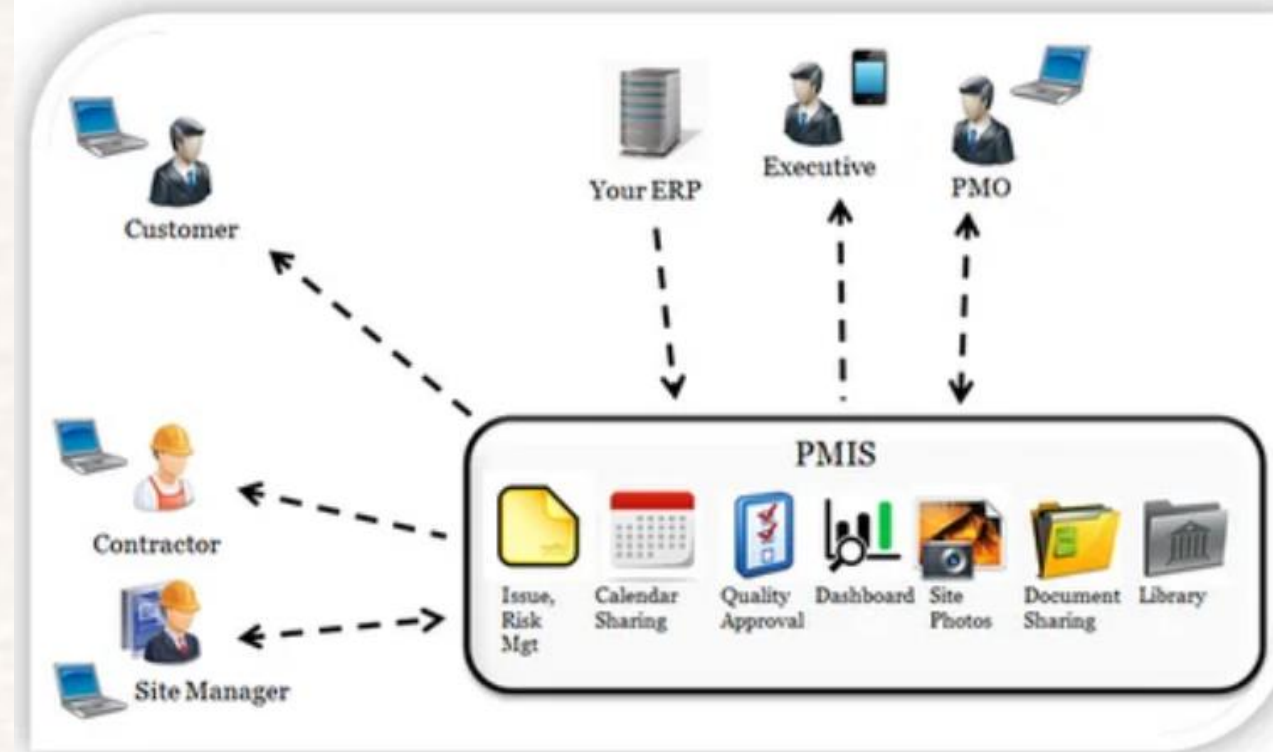 Your ERP
Executive
PMO
Customer
PMIS
Contractor
Issue,
Risk
Mgt
Calendar
Sharing
Quality
Approval
Dashboard
Site
Photos
Document
Sharing
Library
Site Manager